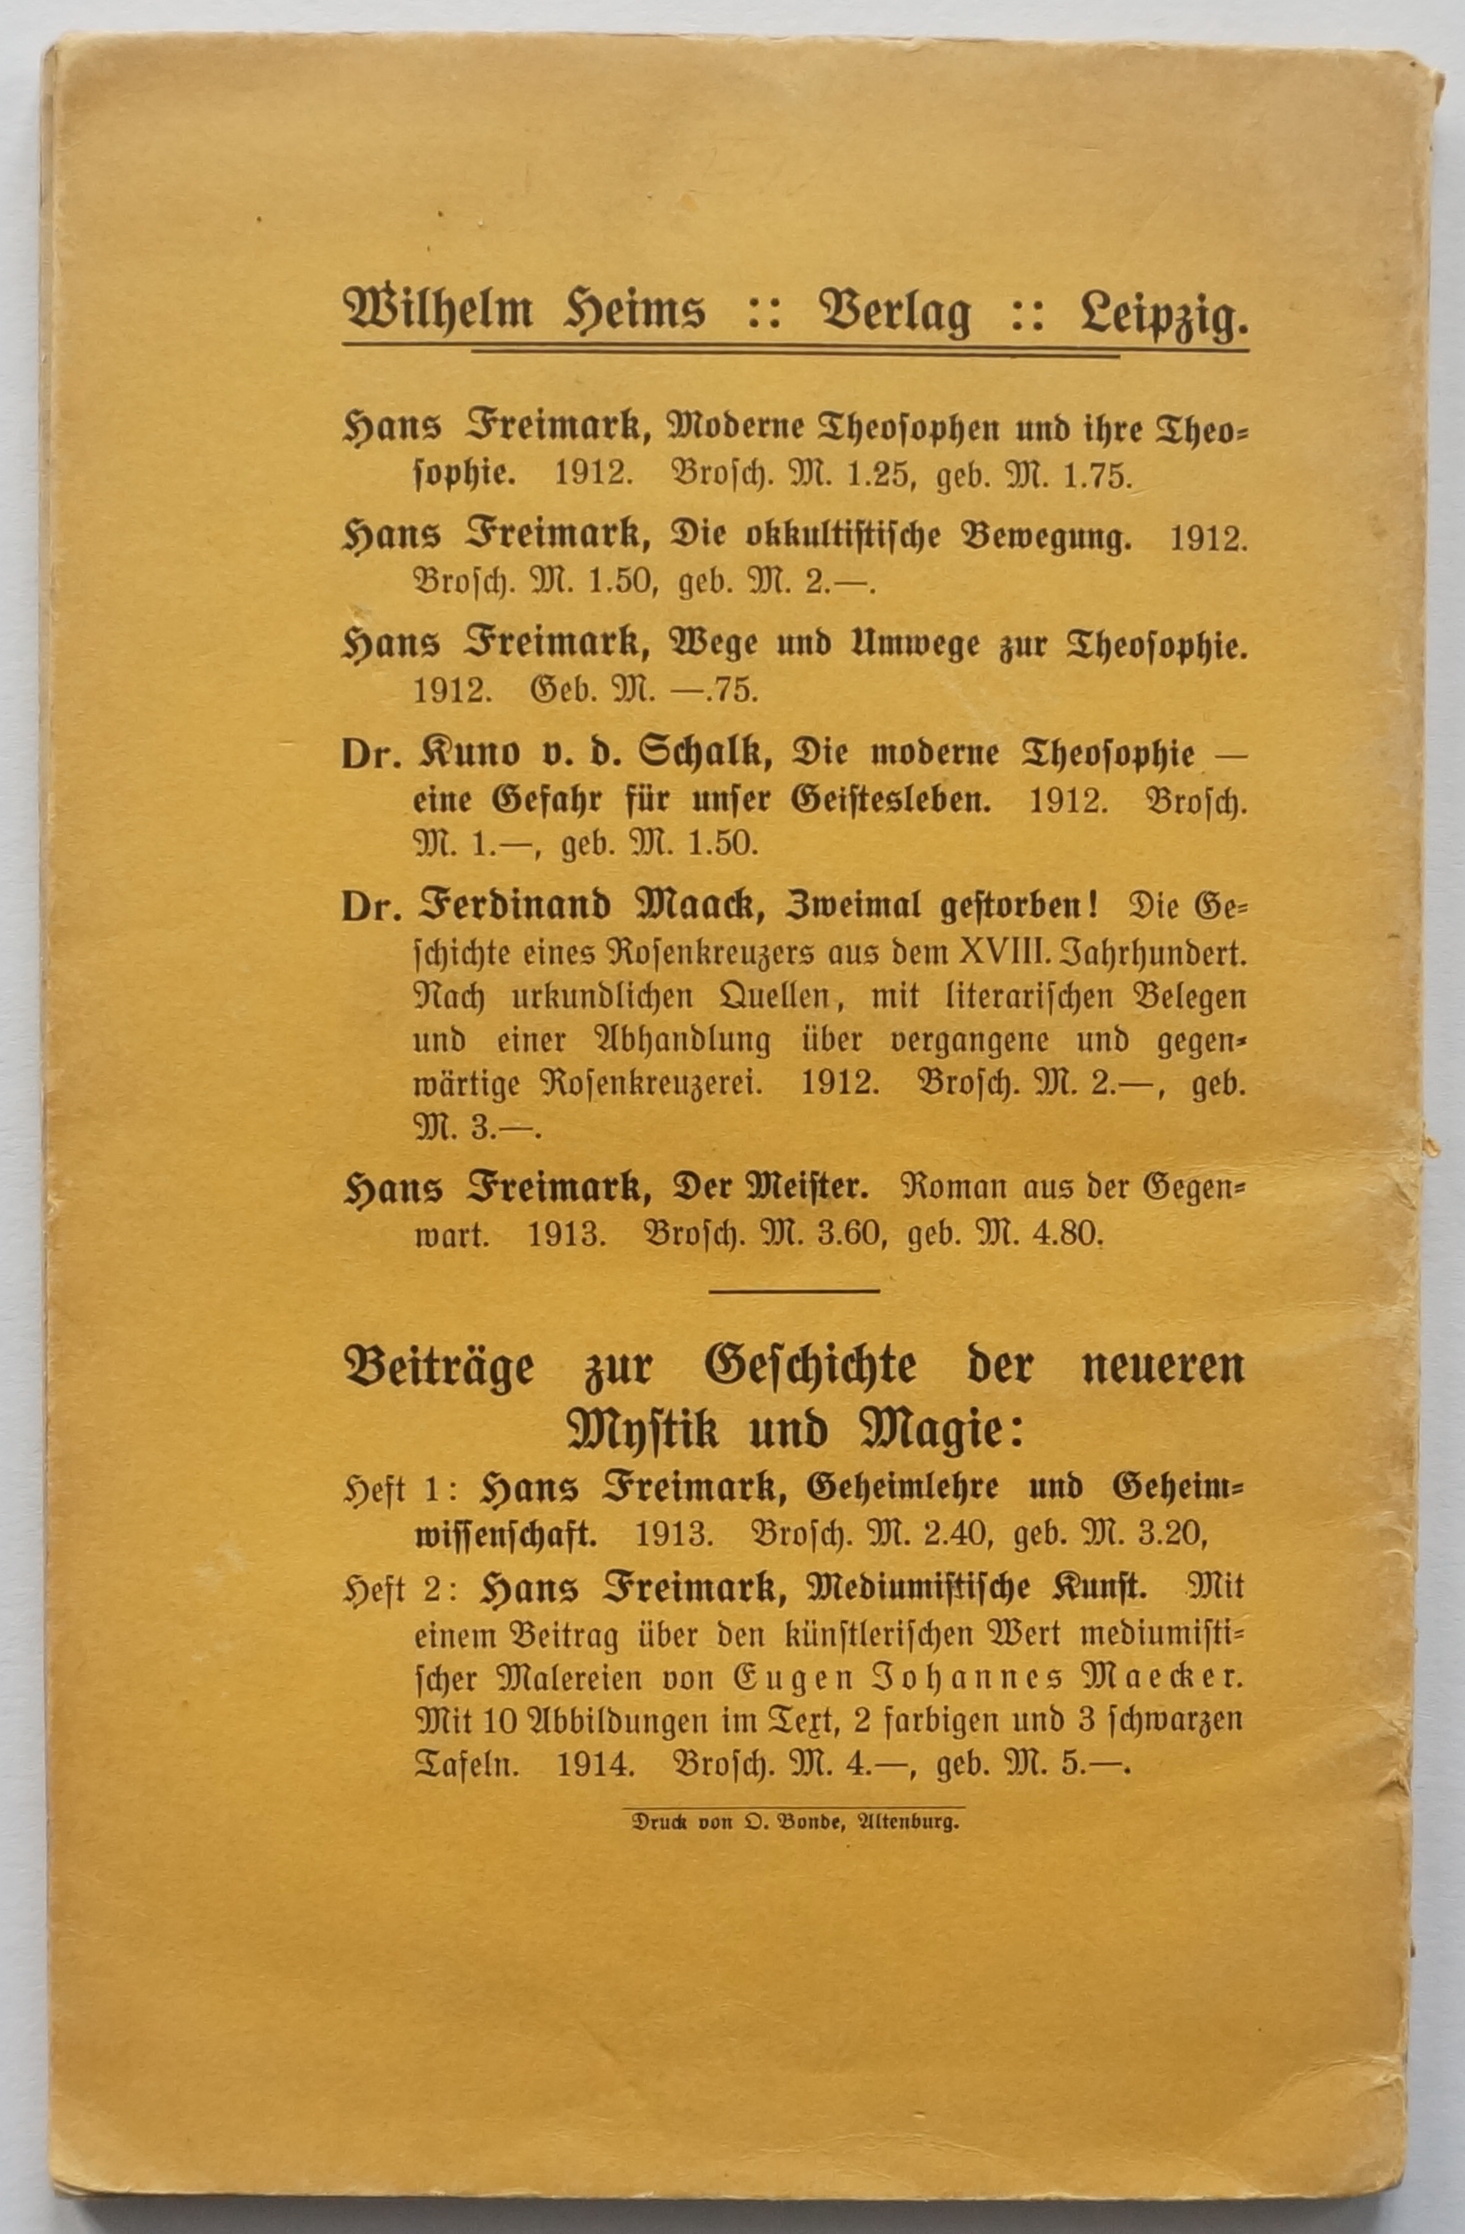 Wilhelm Heims :: Verlag :: Leipzig.
Hans Freimark, Moderne Theosophen und ihre Theo-
sophie. 1912. Brosch. M. 1.25, geb. M. 1.75.
Hans Freimark, Die okkultistische Bewegung. 1912.
Brosch. M. 1.50, geb. M. 2.—.
Hans Freimark, Wege und Umwege zur Theosophie.
1912. Geb. M. —.75.
Dr. Kuno v. d. Schalk, Die moderne Theosophie —
eine Gefahr für unser Geistesleben. 1912. Brosch.
M. 1.—, geb. M. 1.50.
Dr. Ferdinand Maack, Zweimal gestorben! Die Ge-
schichte eines Rosenkreuzers aus dem XVIII. Jahrhundert.
Nach urkundlichen Quellen, mit literarischen Belegen
und einer Abhandlung über vergangene und gegen-
wärtige Rosenkreuzerei. 1912. Brosch. M. 2.—, geb.
M. 3.—.
Hans Freimark, Der Meister. Roman aus der Gegen-
wart. 1913. Brosch. M. 3.60, geb. M. 4.80.
Beiträge zur Geschichte der neueren
Mystik und Magie:
Heft 1: Hans Freimark, Geheimlehre und Geheim-
wissenschaft. 1913. Brosch. M. 2.40, geb. M. 3.20,
Heft 2: Hans Freimark, Mediumistische Kunst. Mit
einem Beitrag über den künstlerischen Wert mediumisti-
scher Malereien von Eugen Johannes Maecker.
Mit 10 Abbildungen im Text, 2 farbigen und 3 schwarzen
Tafeln. 1914. Brosch. M. 4.—, geb. M. 5.—.
Druck von O. Bonde, Altenburg.